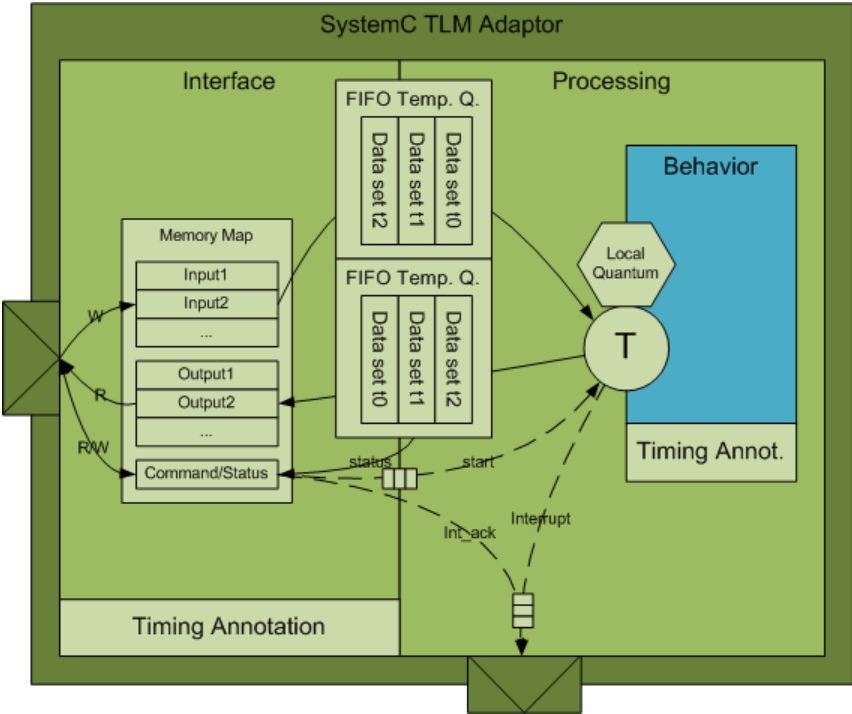 SystemC TLM Adaptor
Interface
Processing
FIFO Temp. Q.
Data set t2
Data set t1
Data set t0
Behavior
Memory Map
Input1
Input2
...
Local
Quantum
FIFO Temp. Q.
Data set t0
Data set t1
Data set t2
W
T
Output1
Output2
...
R
R/W
Command/Status
status
start
Timing Annot.
Int_ack
Interrupt
Timing Annotation